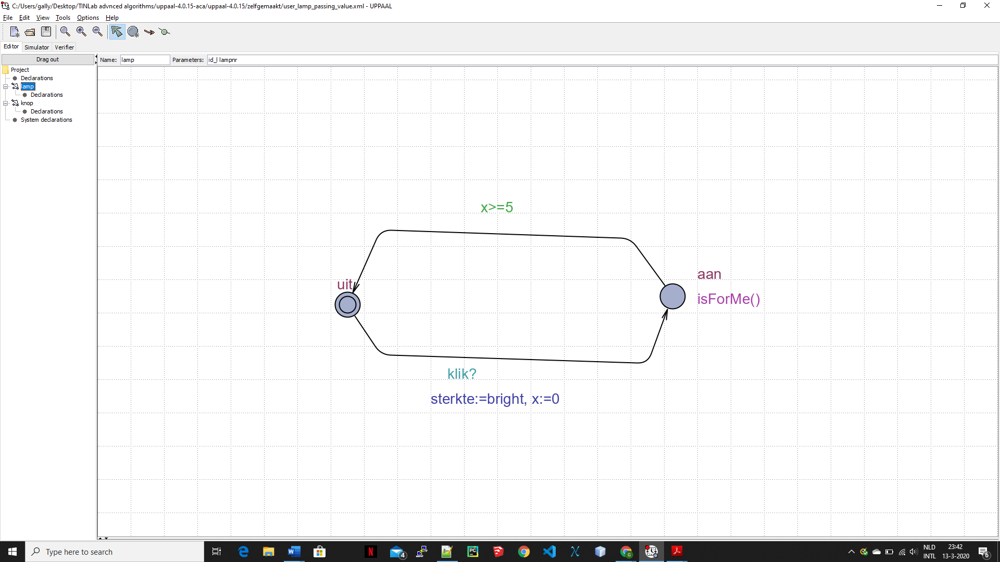 C:/Users/gally/Desktop/TINLab advnced algorithms/uppaal-4.0.15-aca/uppaal-4.0.15/zelfgemaakt/user_lamp_passing_value.xml - UPPAAL
File Edit View Tools Options Help
Editor Simulator Verifier
Drag out
Name: lamp Parameters: id_l lampnr
Project
Declarations
lamp
Declarations
knop
Declarations
System declarations
x>=5
uit
aan
isForMe()
klik?
sterkte:=bright, x:=0
Type here to search
4
NLD
INTL
23:42
13-3-2020
6